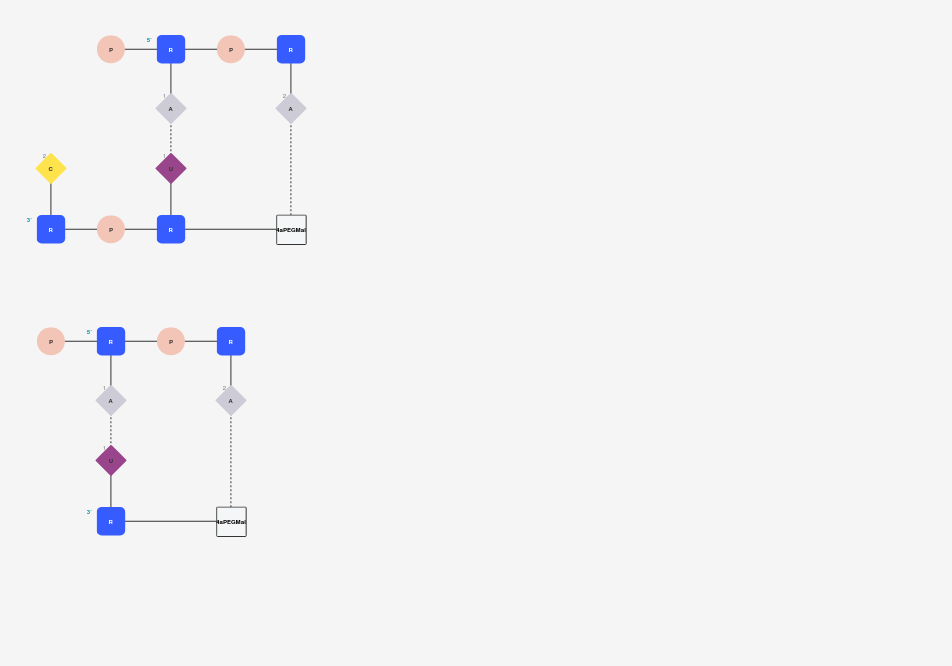 5' P R P R
1 2
A A
2 1
C U
3' R P R 4aPEGMal
5' P R P R
1 2
A A
1
U
3' R 4aPEGMal